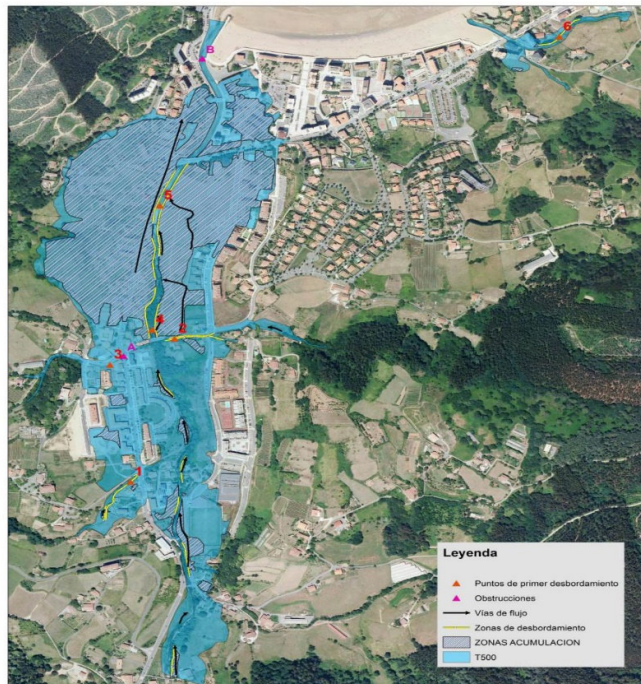 B
6
5
4
2
3
A
1
Leyenda
Puntos de primer desbordamiento
Obstrucciones
Vías de flujo
Zonas de desbordamiento
ZONAS ACUMULACION
T500